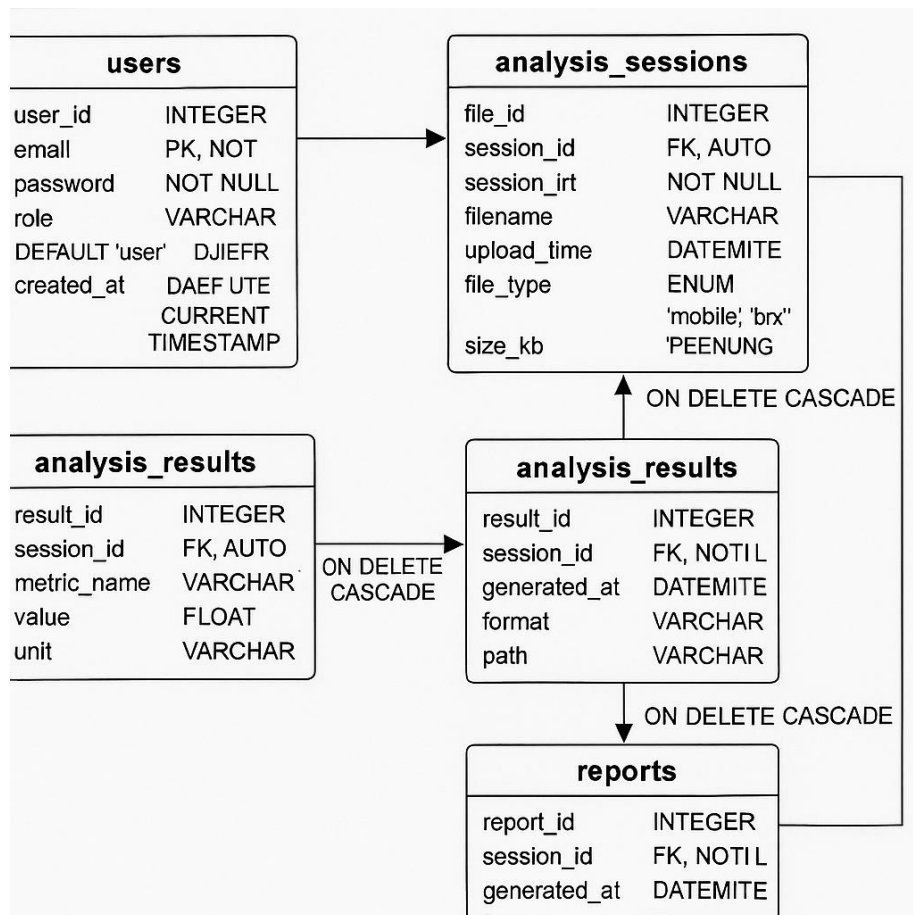 users
user_id INTEGER
emall PK, NOT
password NOT NULL
role VARCHAR
DEFAULT 'user' DJIEFR
created_at DAEF UTE
CURRENT
TIMESTAMP
analysis_sessions
file_id INTEGER
session_id FK, AUTO
session_irt NOT NULL
filename VARCHAR
upload_time DATEMITE
file_type ENUM
'mobile', 'brx"
size_kb 'PEENUNG
ON DELETE CASCADE
analysis_results
result_id INTEGER
session_id FK, AUTO
metric_name VARCHAR
value FLOAT
unit VARCHAR
ON DELETE
CASCADE
analysis_results
result_id INTEGER
session_id FK, NOTI L
generated_at DATEMITE
format VARCHAR
path VARCHAR
ON DELETE CASCADE
reports
report_id INTEGER
session_id FK, NOTI L
generated_at DATEMITE